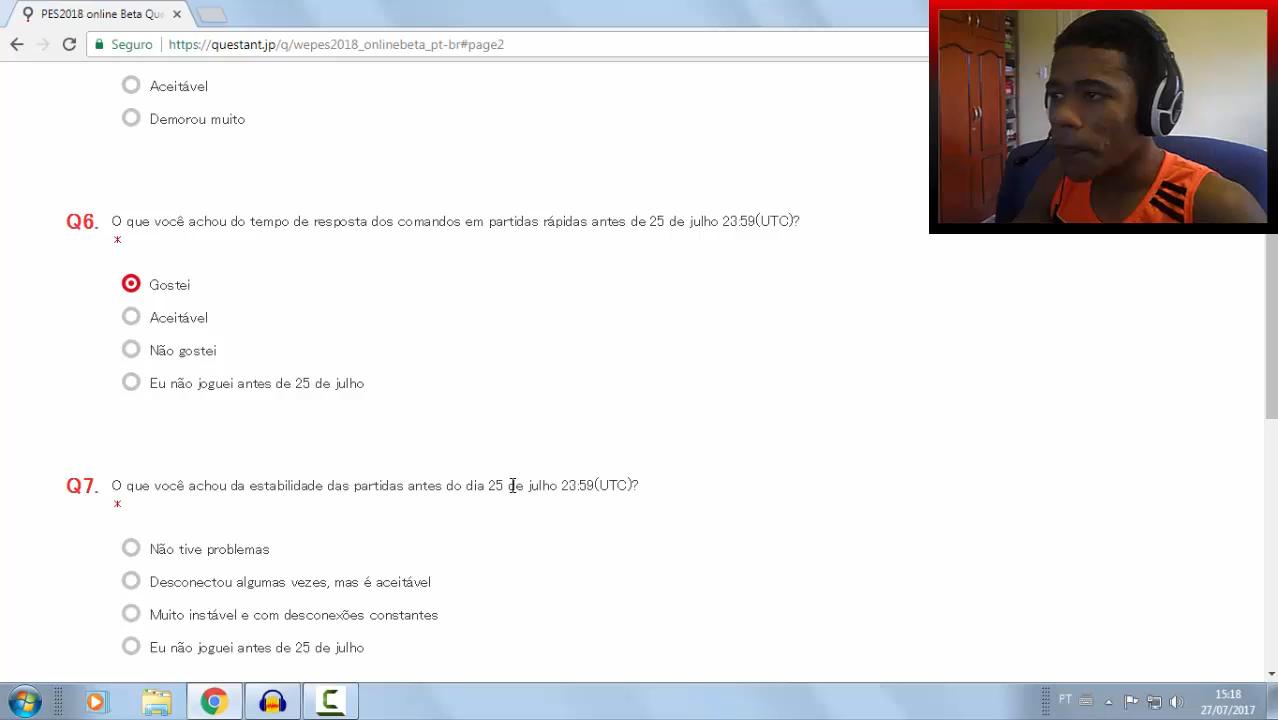 PES2018 online Beta Que
Seguro
https://questant.jp/q/wepes2018_onlinebeta_pt-br#page2
Aceitável
Demorou muito
Q6. O que você achou do tempo de resposta dos comandos em partidas rápidas antes de 25 de julho 23:59(UTC)?
*
Gostei
Aceitável
Não gostei
Eu não joguei antes de 25 de julho
Q7. O que você achou da estabilidade das partidas antes do dia 25 de julho 23:59(UTC)?
*
Não tive problemas
Desconectou algumas vezes, mas é aceitável
Muito instável e com desconexões constantes
Eu não joguei antes de 25 de julho
PT
15:18
27/07/2017